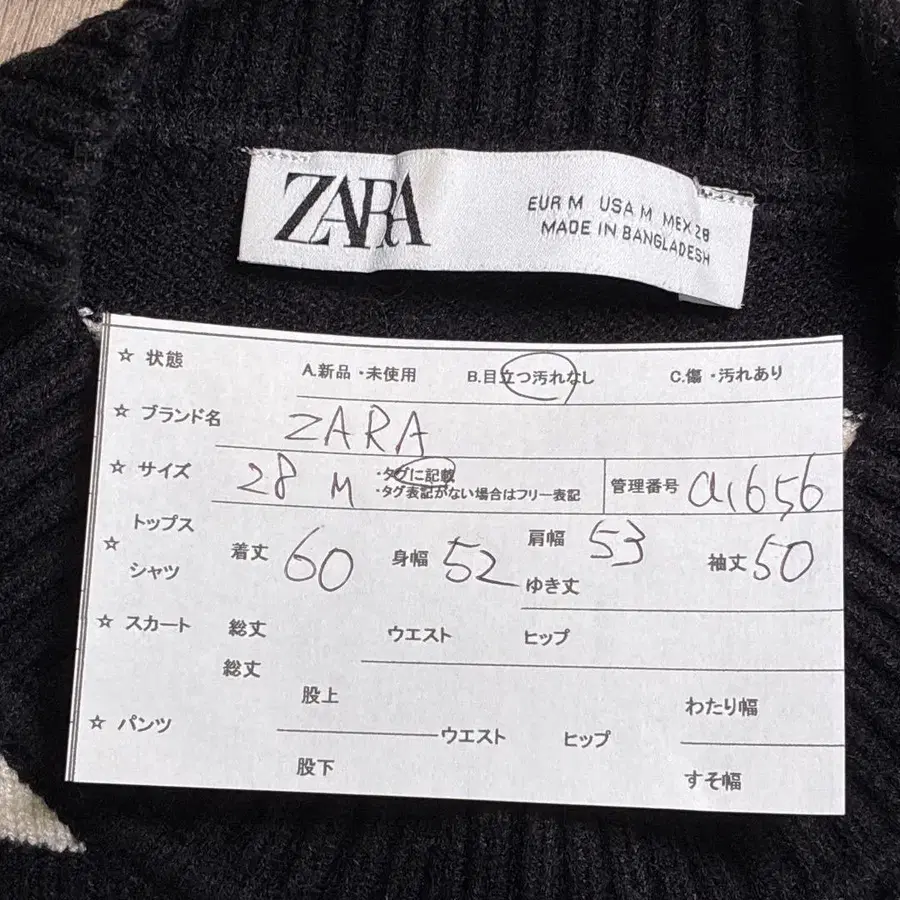 ZARA
EUR M USA M MEX 28
MADE IN BANGLADESH
☆ 状態 A.新品・未使用 B.目立つ汚れなし C.傷・汚れあり
☆ ブランド名 ZARA
☆ サイズ 28 M ・タグに記載
・タグ表記がない場合はフリー表記
管理番号 a1656
☆ トップス
シャツ
着丈 60 身幅 52 肩幅 53 袖丈 50
ゆき丈
☆ スカート 総丈 ウエスト ヒップ
総丈
☆ パンツ 股上 ウエスト ヒップ わたり幅
股下 すそ幅